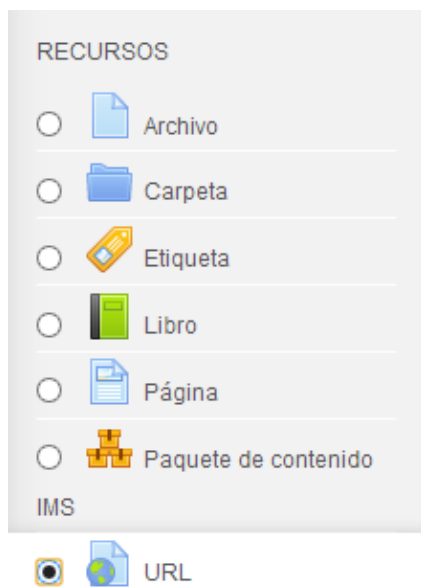 RECURSOS
Archivo
Carpeta
Etiqueta
Libro
Página
Paquete de contenido
IMS
URL